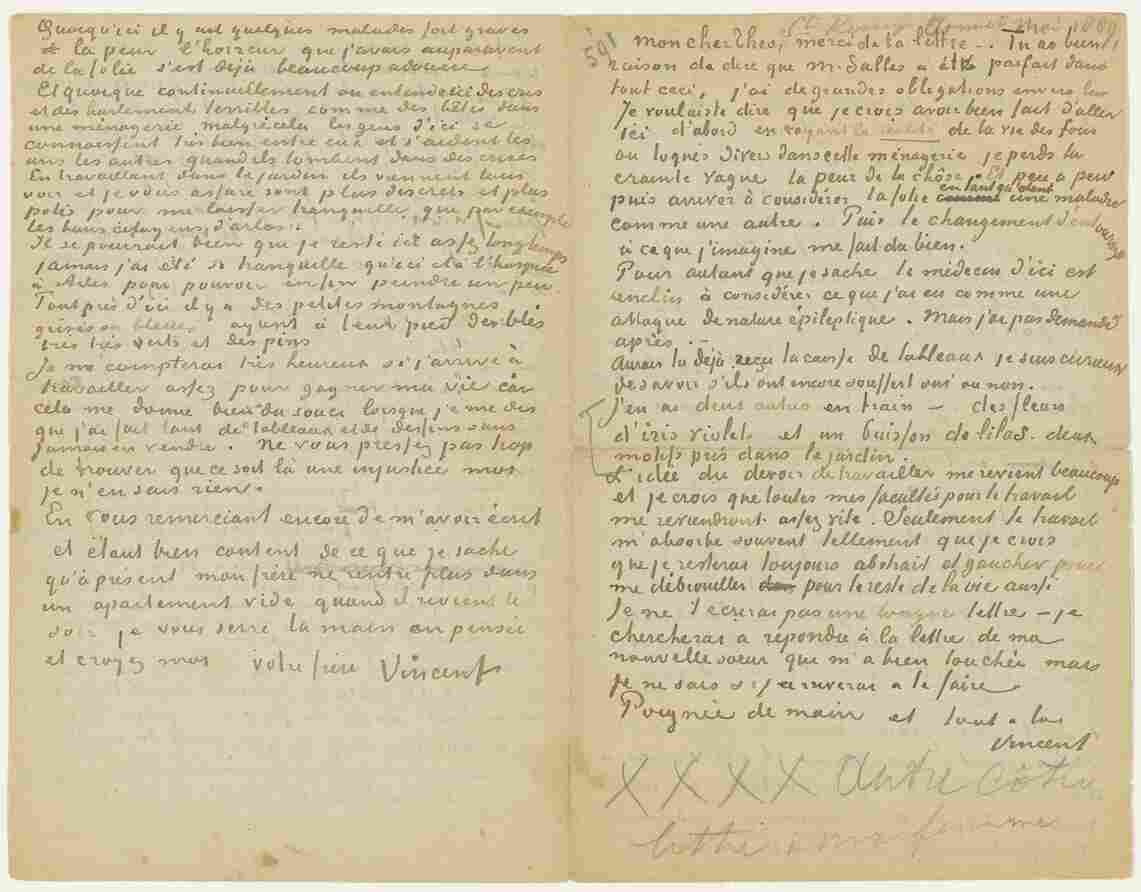 Quoiqu'ici il y ait quelques malades fort graves
la peur l'horreur que j'avais auparavant
de la folie s'est déjà beaucoup adoucie
Et quoique continuellement on entende ici des cris
et des hurlements terribles comme des bêtes dans
une ménagerie malgré cela les gens d'ici se
connaissent très bien entre eux et s'aident les
uns les autres quand ils tombent dans des crises
En travaillant dans le jardin ils viennent tous
voir et je vous assure sont plus discrets et plus
polis pour me laisser tranquille que par exemple
les bons citoyens d'arles.
Il se pourrait bien que je reste ici assez longtemps
jamais j'ai été si tranquille qu'ici et à l'hospice
à Arles pour pouvoir enfin peindre un peu
Tout près d'ici il y a des petites montagnes
grises ou bleues ayant à leur pied des blés
très très verts et des pins
Je me compterai très heureux si j'arrive à
travailler assez pour gagner ma vie car
cela me donne bien du souci lorsque je me dis
que j'ai fait tant de tableaux et de dessins sans
jamais en vendre. Ne vous pressez pas trop
de trouver que ce soit là une injustice moi
je n'en sais rien.
En vous remerciant encore de m'avoir écrit
et étant bien content de ce que je sache
qu'à présent mon frère ne rentre plus dans
un apartement vide quand il revient le
soir je vous serre la main en pensée
et croyez moi votre frère Vincent
591
St Remy Mai 1889
mon cher Theo, merci de ta lettre. Tu as bien
raison de dire que M. Salles a été parfait dans
tout ceci, j'ai de grandes obligations envers lui
Je voulais te dire que je crois avoir bien fait d'aller
ici d'abord en voyant la réalité de la vie des fous
ou toqués divers dans cette ménagerie je perds la
crainte vague la peur de la chose. Et peu à peu
puis arriver à considérer la folie en tant qu'étant une maladie
comme une autre. Puis le changement d'entourage
à ce que j'imagine me fait du bien.
Pour autant que je sache le médecin d'ici est
enclin à considérer ce que j'ai eu comme une
attaque de nature épileptique. Mais j'ai pas demandé
après.
Aurais tu déjà reçu la caisse de tableaux je suis curieux
de savoir s'ils ont encore souffert oui ou non.
J'en ai deux autres en train – des fleurs
d'iris violets et un buisson de lilas. deux
motifs pris dans le jardin.
L'idée du devoir de travailler me revient beaucoup
et je crois que toutes mes facultés pour le travail
me reviendront assez vite. Seulement le travail
m'absorbe souvent tellement que je crois
que je resterai toujours abstrait et gaucher pour
me débrouiller pour le reste de la vie aussi
Je ne t'écrirai pas une longue lettre – je
chercherai à repondre à la lettre de ma
nouvelle soeur qui m'a bien touché mais
je ne sais si j'arriverai à le faire.
Poignée de main et tout à toi
Vincent
X X X X autre côté
lettre à ma femme